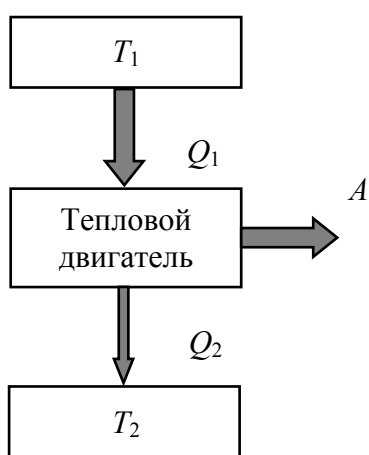 T1
Q1
A
Тепловой
двигатель
Q2
T2